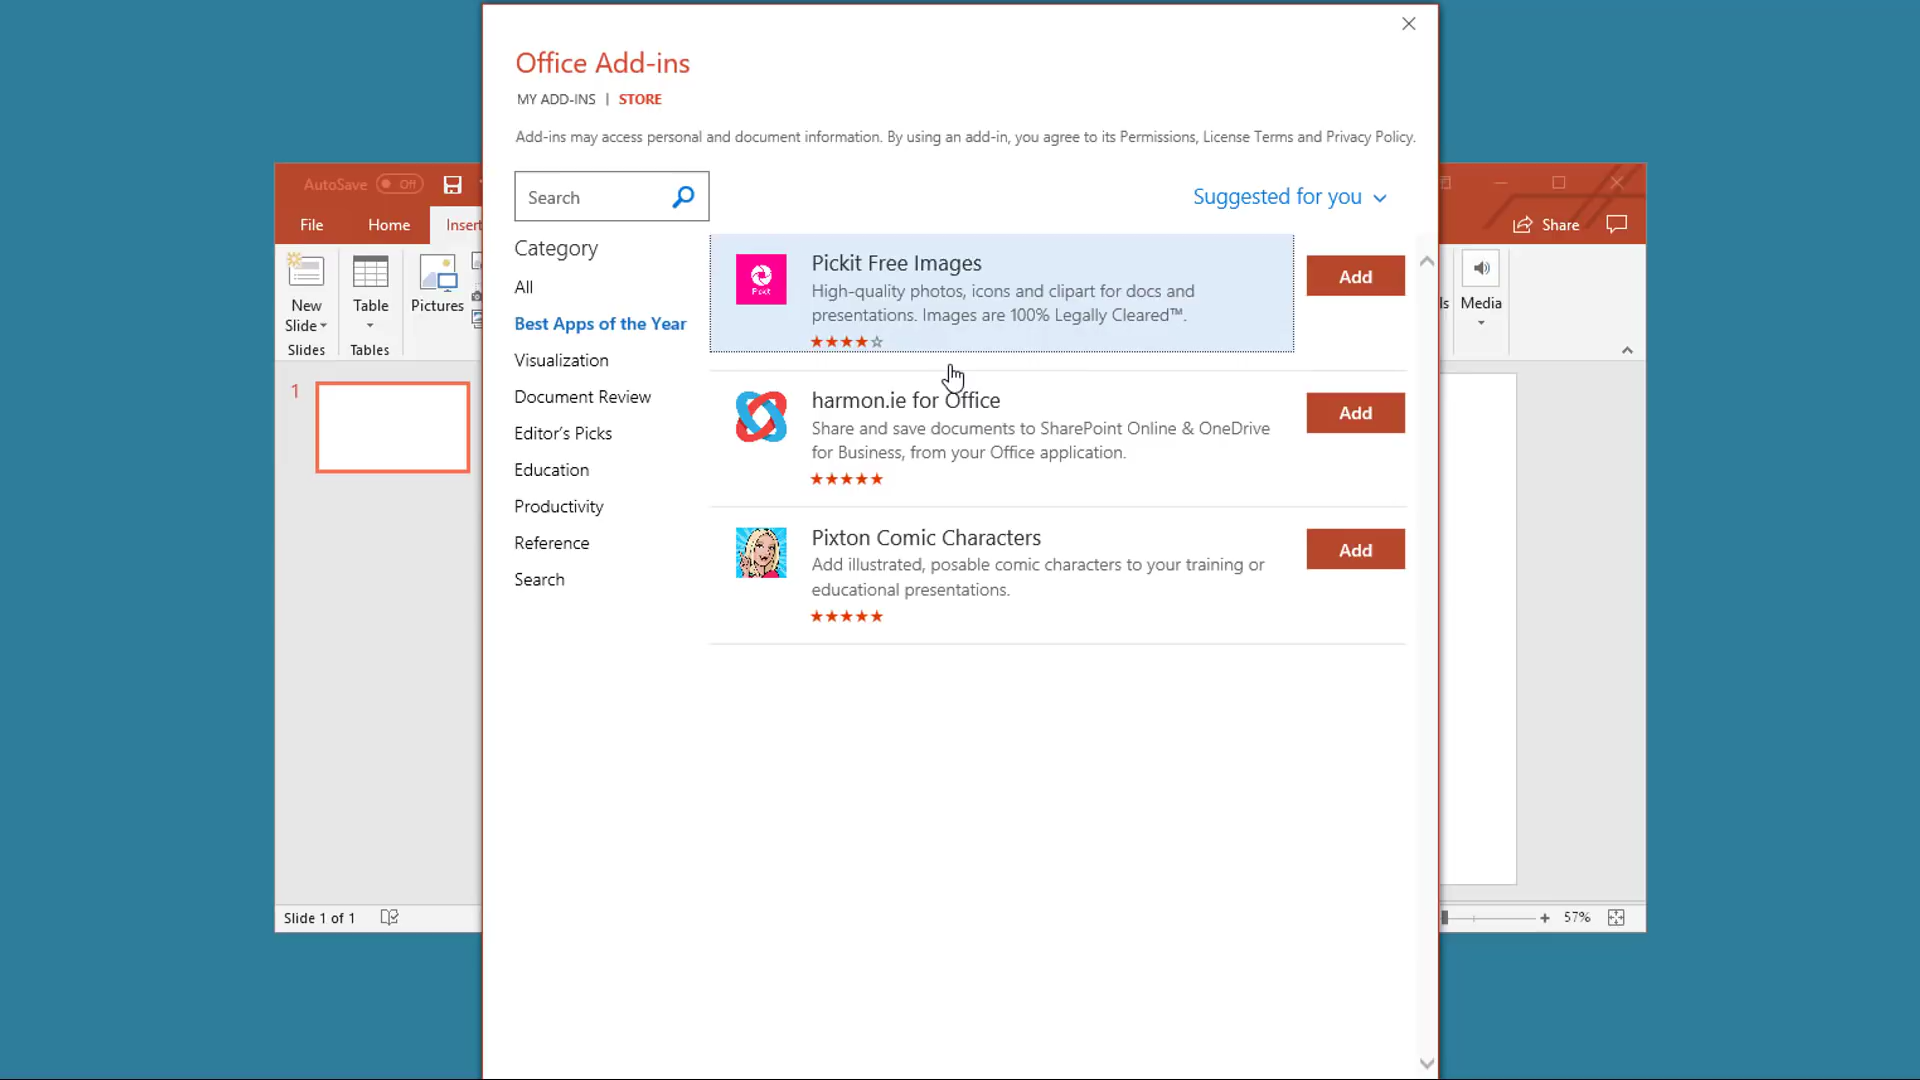 Office Add-ins
MY ADD-INS | STORE
Add-ins may access personal and document information. By using an add-in, you agree to its Permissions, License Terms and Privacy Policy.
Search
Suggested for you
Category
All
Best Apps of the Year
Visualization
Document Review
Editor's Picks
Education
Productivity
Reference
Search
Pickit
Pickit Free Images
High-quality photos, icons and clipart for docs and
presentations. Images are 100% Legally Cleared™.
Add
harmon.ie for Office
Share and save documents to SharePoint Online & OneDrive
for Business, from your Office application.
Add
Pixton Comic Characters
Add illustrated, posable comic characters to your training or
educational presentations.
Add
AutoSave Off
File Home Insert
Share
New
Slide
Slides
Table
Tables
Pictures
Media
1
Slide 1 of 1
57%